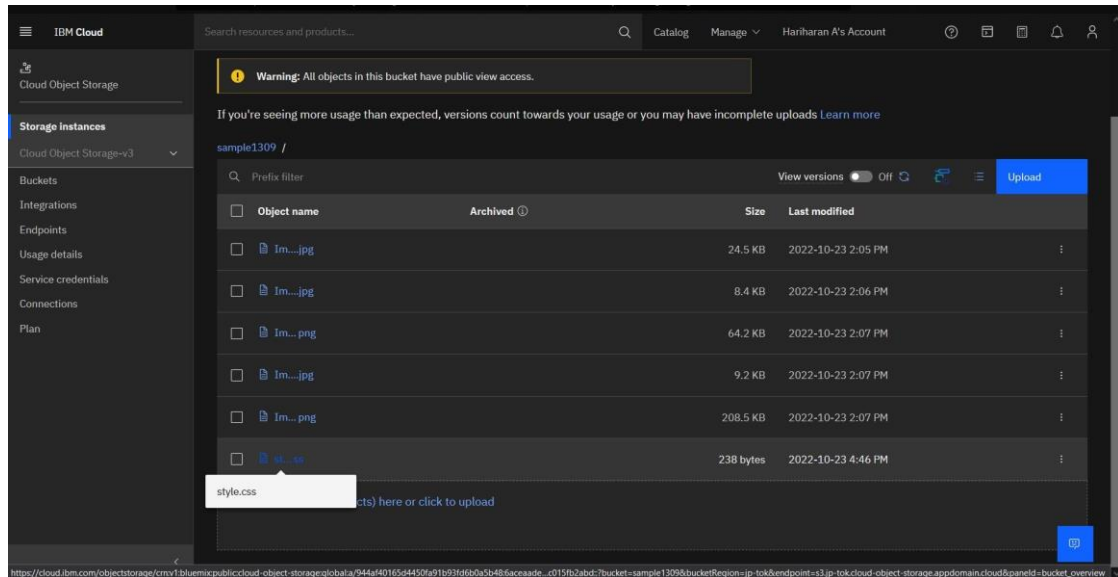 IBM Cloud
Search resources and products...
Catalog
Manage
Hariharan A's Account
Cloud Object Storage
Storage instances
Cloud Object Storage-v3
Buckets
Integrations
Endpoints
Usage details
Service credentials
Connections
Plan
Warning: All objects in this bucket have public view access.
If you're seeing more usage than expected, versions count towards your usage or you may have incomplete uploads Learn more
sample1309 /
Prefix filter
View versions Off
Upload
Object name Archived Size Last modified
Im....jpg 24.5 KB 2022-10-23 2:05 PM
Im....jpg 8.4 KB 2022-10-23 2:06 PM
Im... png 64.2 KB 2022-10-23 2:07 PM
Im....jpg 9.2 KB 2022-10-23 2:07 PM
Im... png 208.5 KB 2022-10-23 2:07 PM
st... ss 238 bytes 2022-10-23 4:46 PM
style.css
cts) here or click to upload